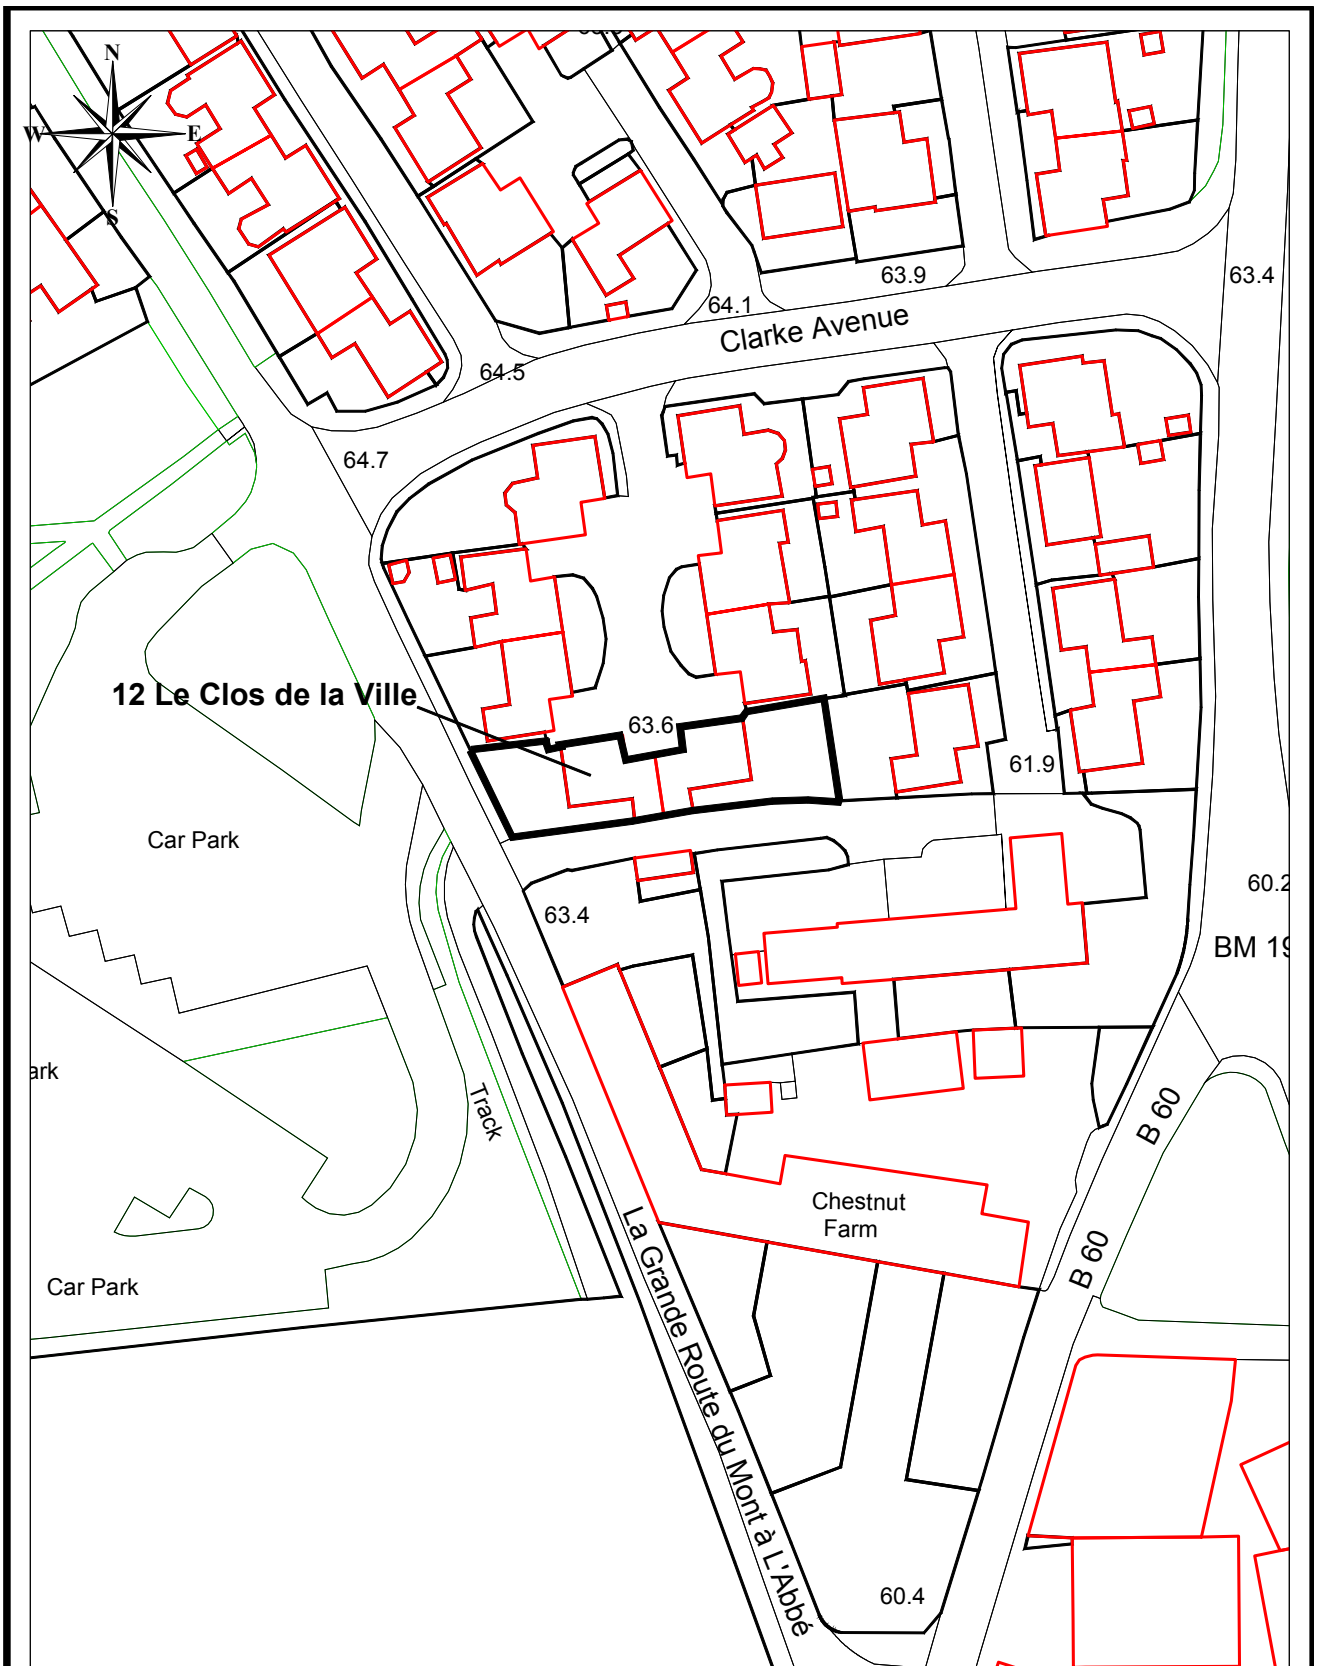 N
W
E
S
63.9
63.4
64.1
Clarke Avenue
64.5
64.7
12 Le Clos de la Ville
63.6
61.9
Car Park
60.2
63.4
BM 19
ark
Track
B 60
Chestnut
Farm
B 60
Car Park
La Grande Route du Mont à L'Abbé
60.4